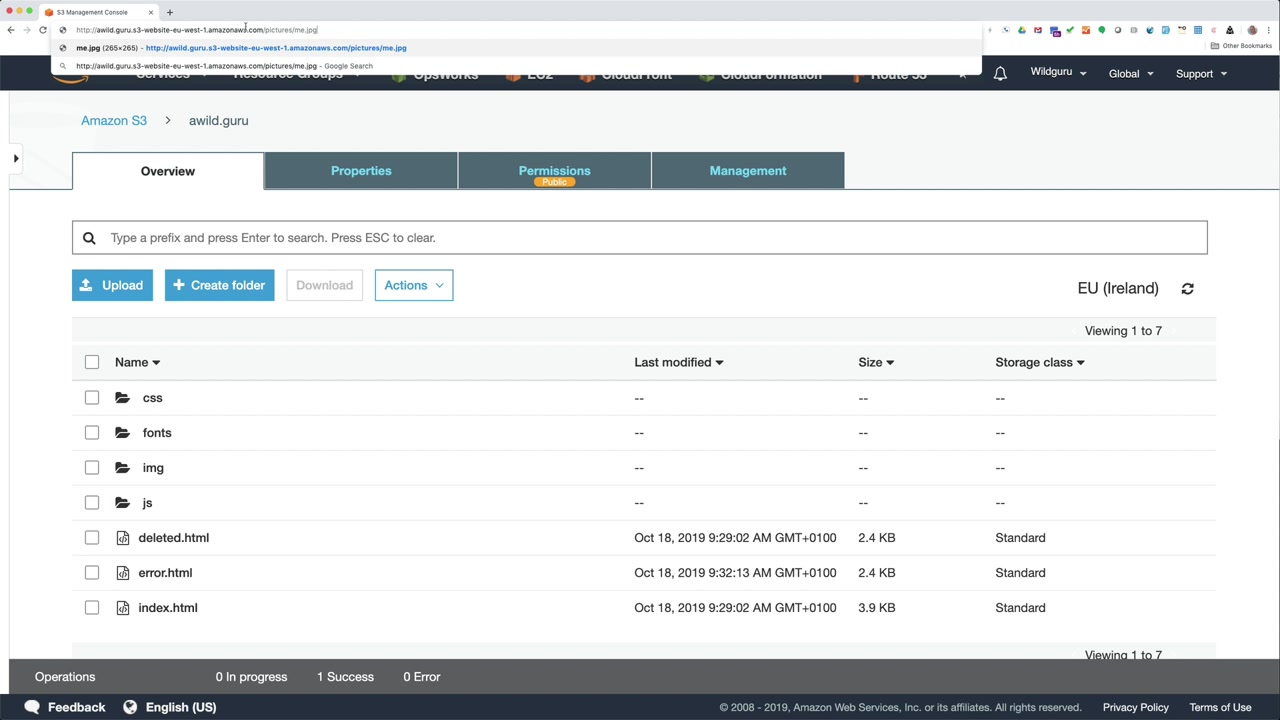 S3 Management Console
http://awild.guru.s3-website-eu-west-1.amazonaws.com/pictures/me.jpg
me.jpg (265×265) - http://awild.guru.s3-website-eu-west-1.amazonaws.com/pictures/me.jpg
http://awild.guru.s3-website-eu-west-1.amazonaws.com/pictures/me.jpg - Google Search
Other Bookmarks
Services Resource Groups OpsWorks EC2 CloudFront CloudFormation Route 53 Wildguru Global Support
Amazon S3 > awild.guru
Overview Properties Permissions Management
Public
Type a prefix and press Enter to search. Press ESC to clear.
Upload + Create folder Download Actions
EU (Ireland)
Viewing 1 to 7
Name Last modified Size Storage class
css -- -- --
fonts -- -- --
img -- -- --
js -- -- --
deleted.html Oct 18, 2019 9:29:02 AM GMT+0100 2.4 KB Standard
error.html Oct 18, 2019 9:32:13 AM GMT+0100 2.4 KB Standard
index.html Oct 18, 2019 9:29:02 AM GMT+0100 3.9 KB Standard
Viewing 1 to 7
Operations 0 In progress 1 Success 0 Error
Feedback English (US) © 2008 - 2019, Amazon Web Services, Inc. or its affiliates. All rights reserved. Privacy Policy Terms of Use